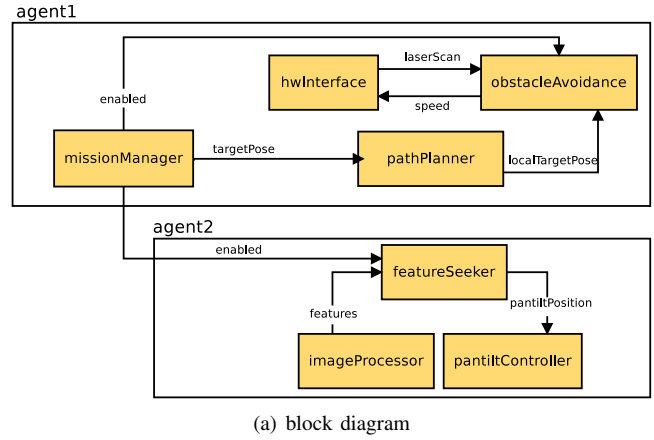 agent1
laserScan
hwInterface
obstacleAvoidance
enabled
speed
targetPose
missionManager
pathPlanner
localTargetPose
agent2
enabled
featureSeeker
features
pantiltPosition
imageProcessor
pantiltController
(a) block diagram